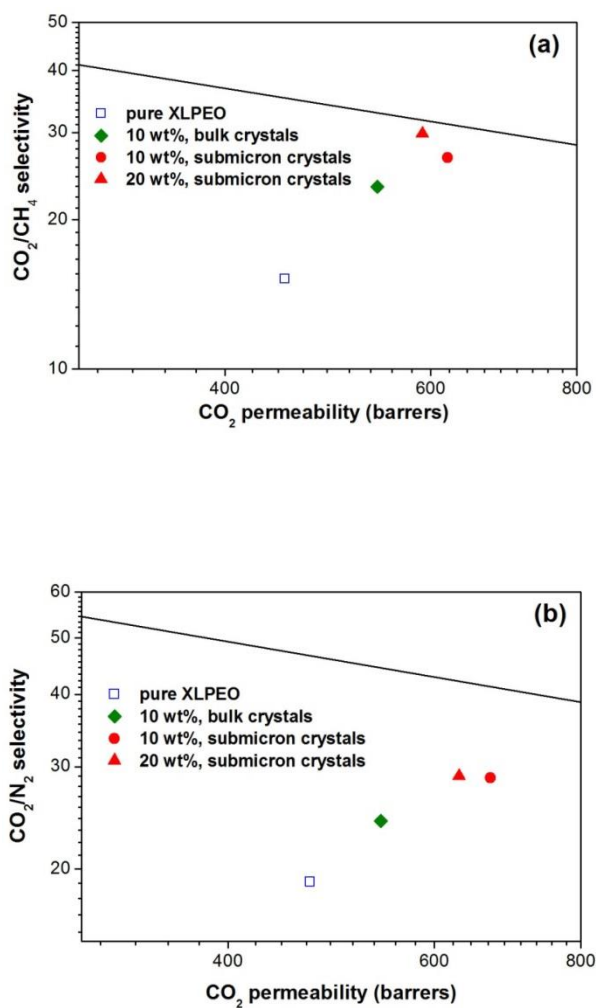 50
(a)
40
pure XLPEO
10 wt%, bulk crystals
30
10 wt%, submicron crystals
20 wt%, submicron crystals
CO₂/CH₄ selectivity
20
10
400 600 800
CO₂ permeability (barrers)
60
(b)
50
pure XLPEO
40
10 wt%, bulk crystals
10 wt%, submicron crystals
20 wt%, submicron crystals
30
CO₂/N₂ selectivity
20
400 600 800
CO₂ permeability (barrers)